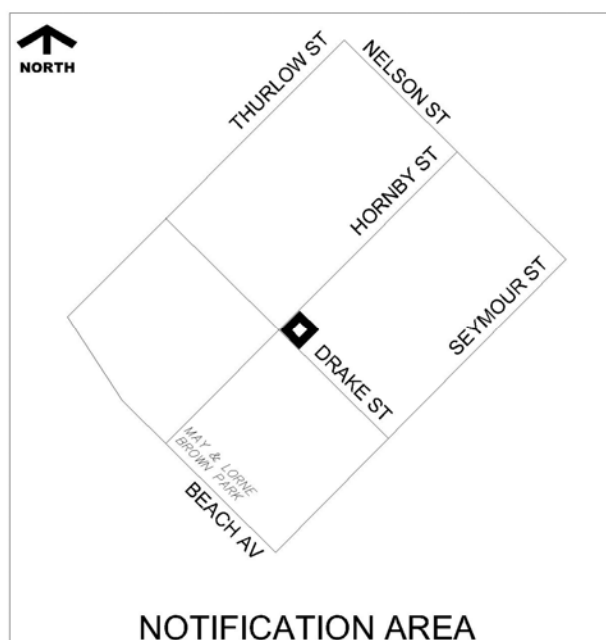 NORTH
THURLOW ST
NELSON ST
HORNBY ST
SEYMOUR ST
DRAKE ST
MAY & LORNE
BROWN PARK
BEACH AV
NOTIFICATION AREA